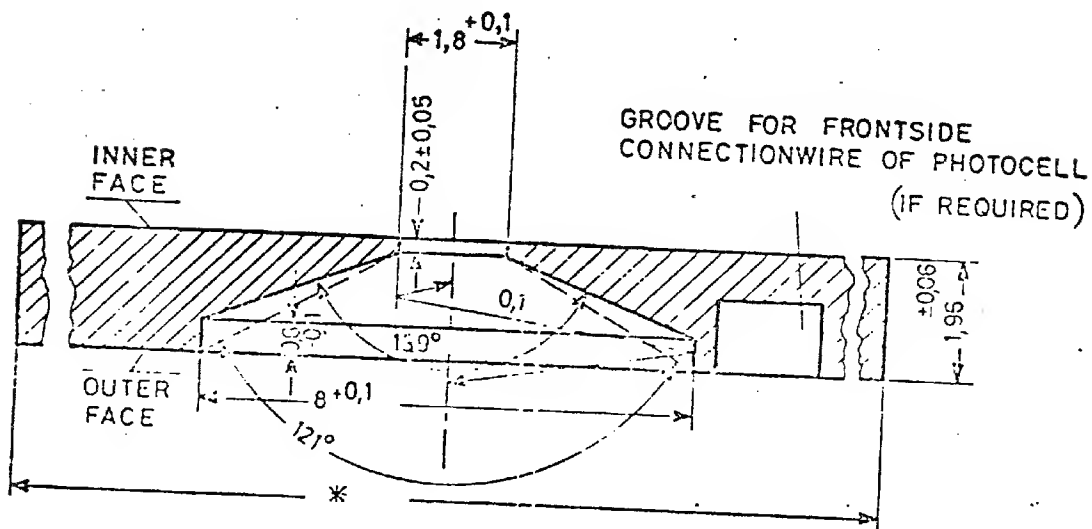 1,8 +0,1
0,2±0,05
GROOVE FOR FRONTSIDE
CONNECTIONWIRE OF PHOTOCELL
(IF REQUIRED)
INNER
FACE
0,1
±0,06
1,95
139°
OUTER
FACE
8 +0,1
121°
*